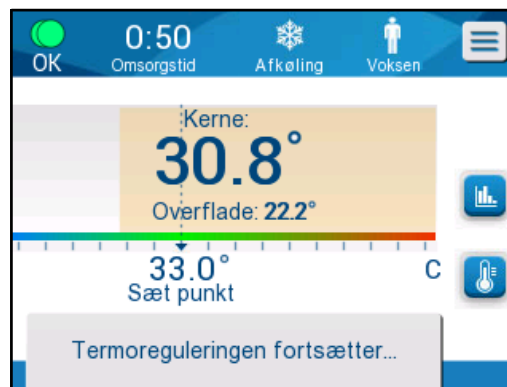 OK
0:50
Omsorgstid
Afkøling
Voksen
Kerne:
30.8°
Overflade: 22.2°
33.0°
C
Sæt punkt
Termoreguleringen fortsætter...